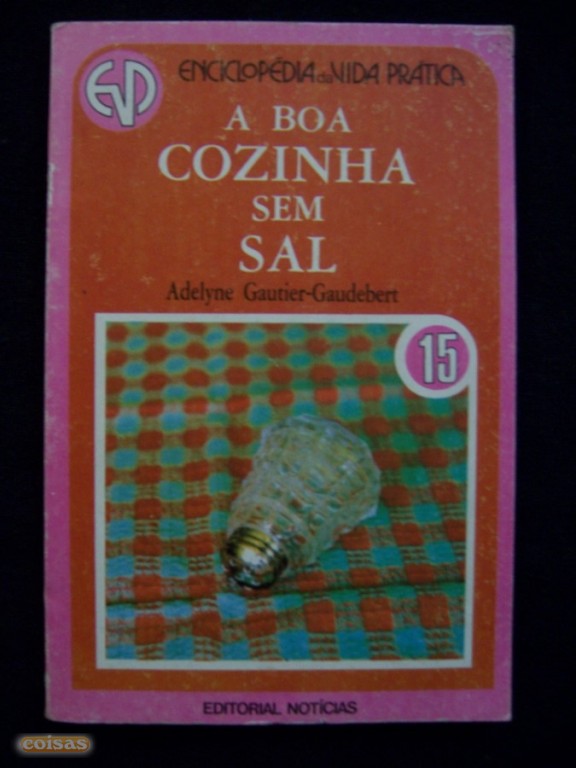 EVP
ENCICLOPÉDIA da VIDA PRÁTICA
A BOA
COZINHA
SEM
SAL
Adelyne Gautier-Gaudebert
15
EDITORIAL NOTÍCIAS
coisas